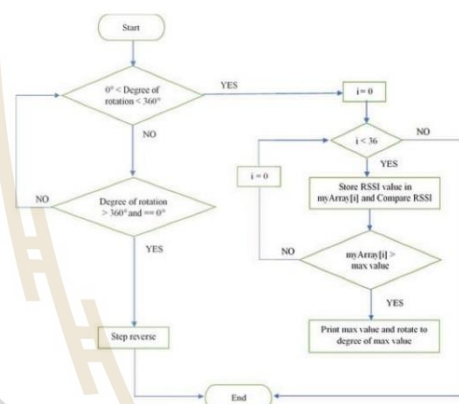 Start
0° < Degree of
rotation < 360°
YES
NO
i = 0
i < 36
NO
YES
i = 0
Store RSSI value in
myArray[i] and Compare RSSI
NO
Degree of rotation
> 360° and == 0°
YES
NO
myArray[i] >
max value
YES
Step reverse
Print max value and rotate to
degree of max value
End